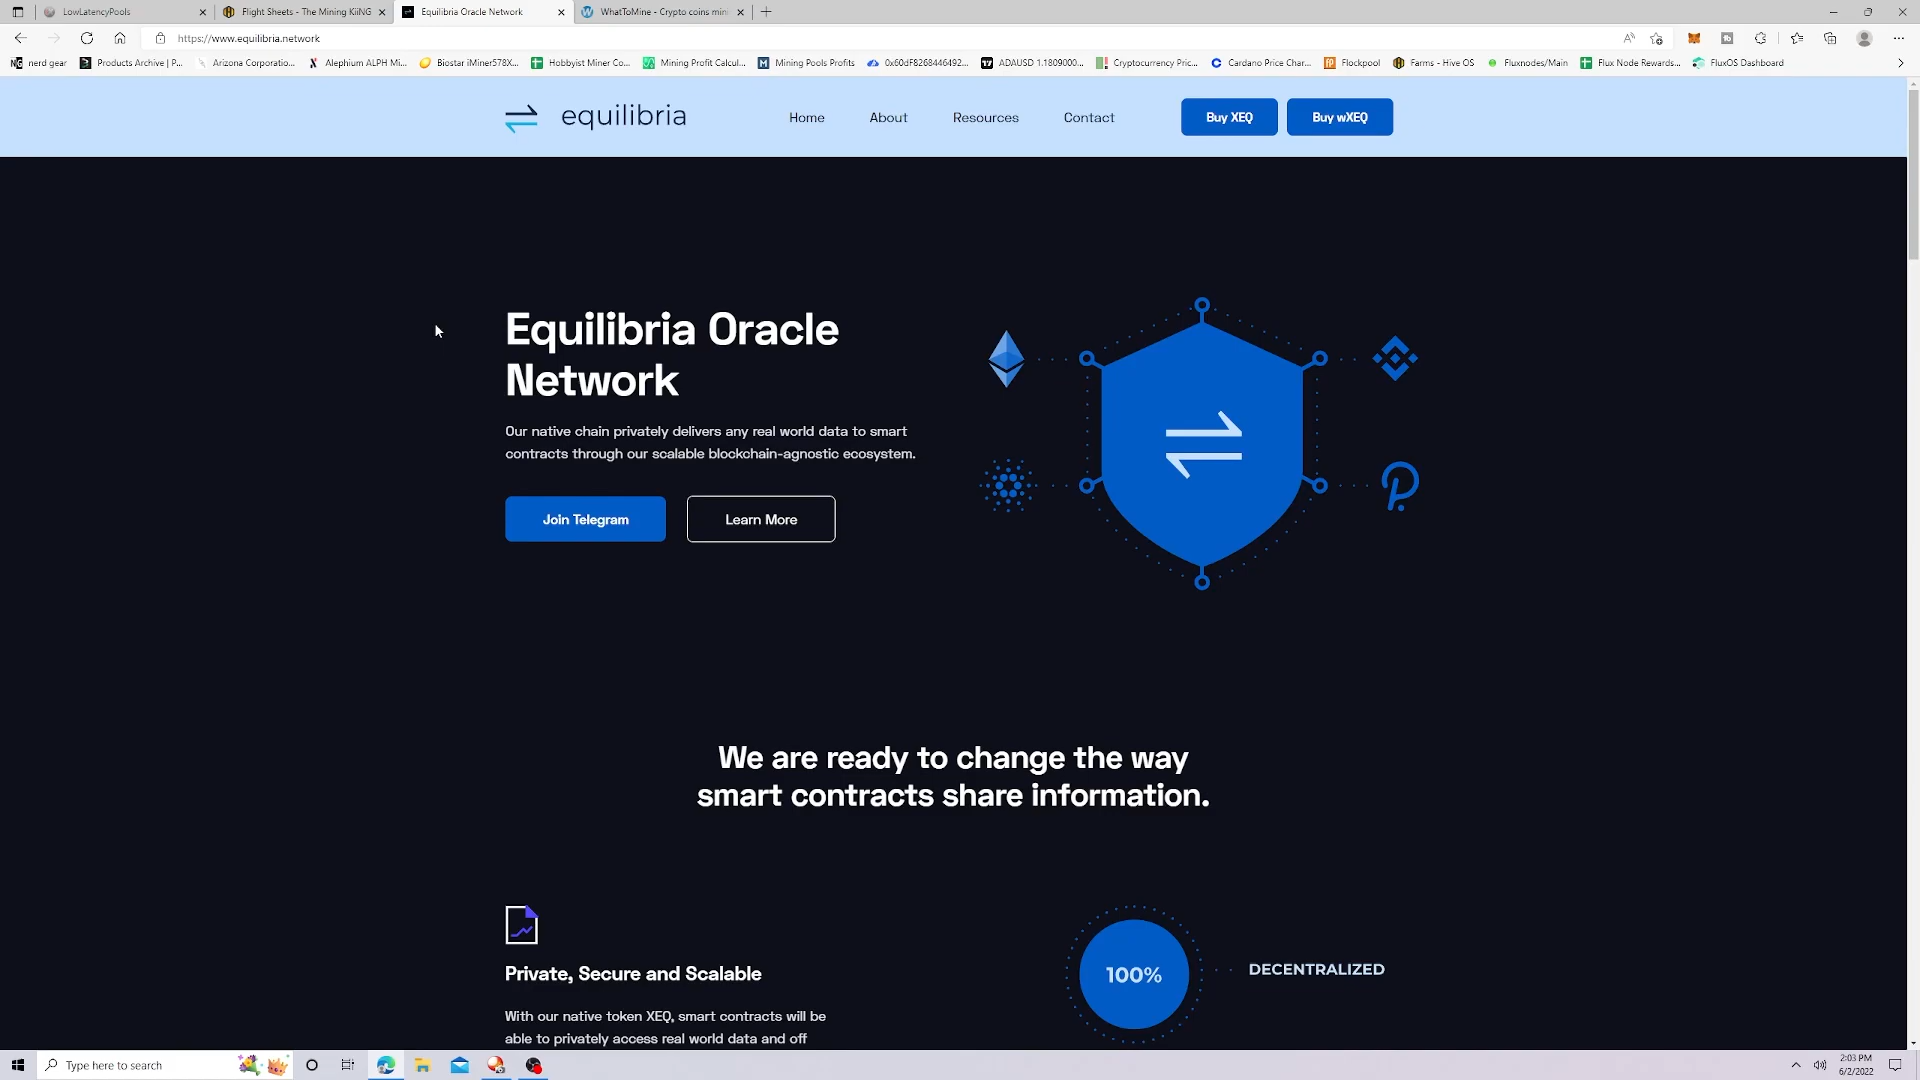 LowLatencyPools
Flight Sheets - The Mining KiiNG
Equilibria Oracle Network
WhatToMine - Crypto coins mini
https://www.equilibria.network
nerd gear
Products Archive | P...
Arizona Corporatio...
Alephium ALPH Mi...
Biostar iMiner578X...
Hobbyist Miner Co...
Mining Profit Calcul...
Mining Pools Profits
0x60dF8268446492...
ADAUSD 1.1809000...
Cryptocurrency Pric...
Cardano Price Char...
Flockpool
Farms - Hive OS
Fluxnodes/Main
Flux Node Rewards...
FluxOS Dashboard
equilibria
Home
About
Resources
Contact
Buy XEQ
Buy wXEQ
Equilibria Oracle
Network
Our native chain privately delivers any real world data to smart
contracts through our scalable blockchain-agnostic ecosystem.
Join Telegram
Learn More
We are ready to change the way
smart contracts share information.
Private, Secure and Scalable
100%
DECENTRALIZED
With our native token XEQ, smart contracts will be
able to privately access real world data and off
Type here to search
2:03 PM
6/2/2022